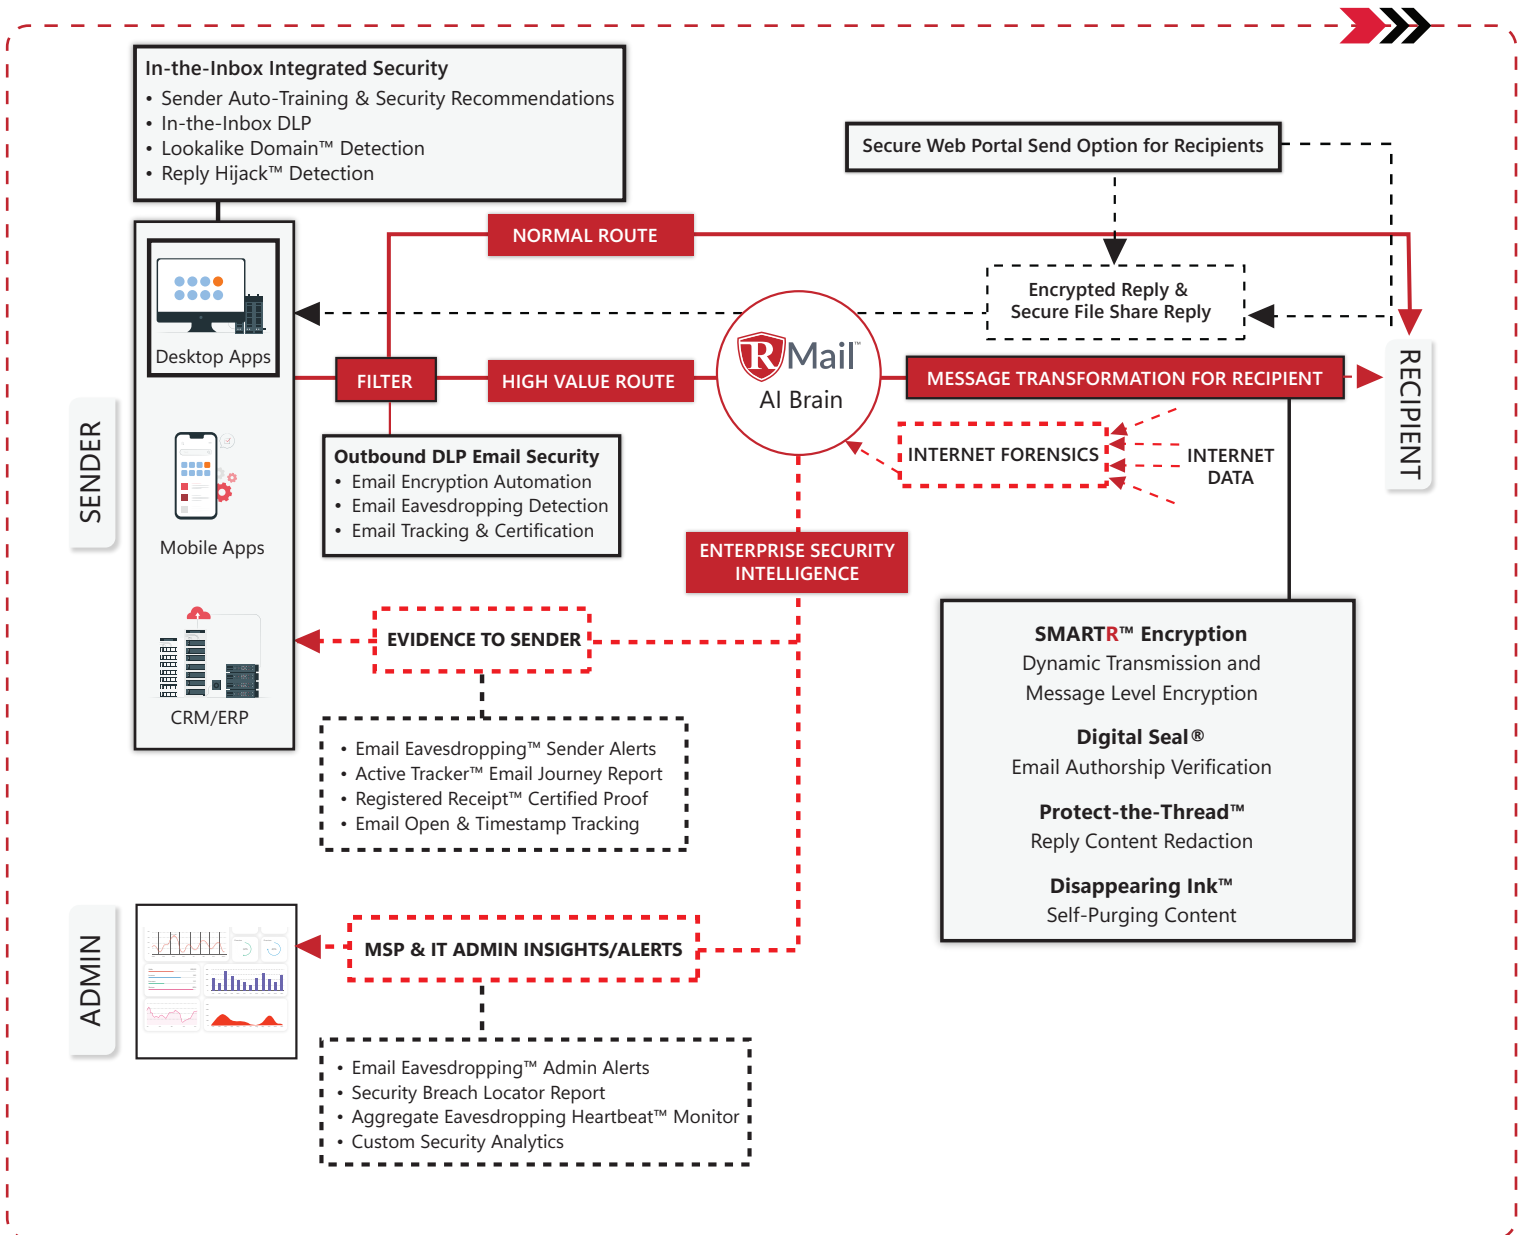 In-the-Inbox Integrated Security
• Sender Auto-Training & Security Recommendations
• In-the-Inbox DLP
• Lookalike Domain™ Detection
• Reply Hijack™ Detection
Secure Web Portal Send Option for Recipients
NORMAL ROUTE
Encrypted Reply &
Secure File Share Reply
Desktop Apps
FILTER
HIGH VALUE ROUTE
RMail™
AI Brain
MESSAGE TRANSFORMATION FOR RECIPIENT
RECIPIENT
SENDER
Outbound DLP Email Security
• Email Encryption Automation
• Email Eavesdropping Detection
• Email Tracking & Certification
INTERNET FORENSICS
INTERNET
DATA
Mobile Apps
ENTERPRISE SECURITY
INTELLIGENCE
EVIDENCE TO SENDER
CRM/ERP
• Email Eavesdropping™ Sender Alerts
• Active Tracker™ Email Journey Report
• Registered Receipt™ Certified Proof
• Email Open & Timestamp Tracking
SMARTR™ Encryption
Dynamic Transmission and
Message Level Encryption
Digital Seal®
Email Authorship Verification
Protect-the-Thread™
Reply Content Redaction
Disappearing Ink™
Self-Purging Content
ADMIN
MSP & IT ADMIN INSIGHTS/ALERTS
• Email Eavesdropping™ Admin Alerts
• Security Breach Locator Report
• Aggregate Eavesdropping Heartbeat™ Monitor
• Custom Security Analytics